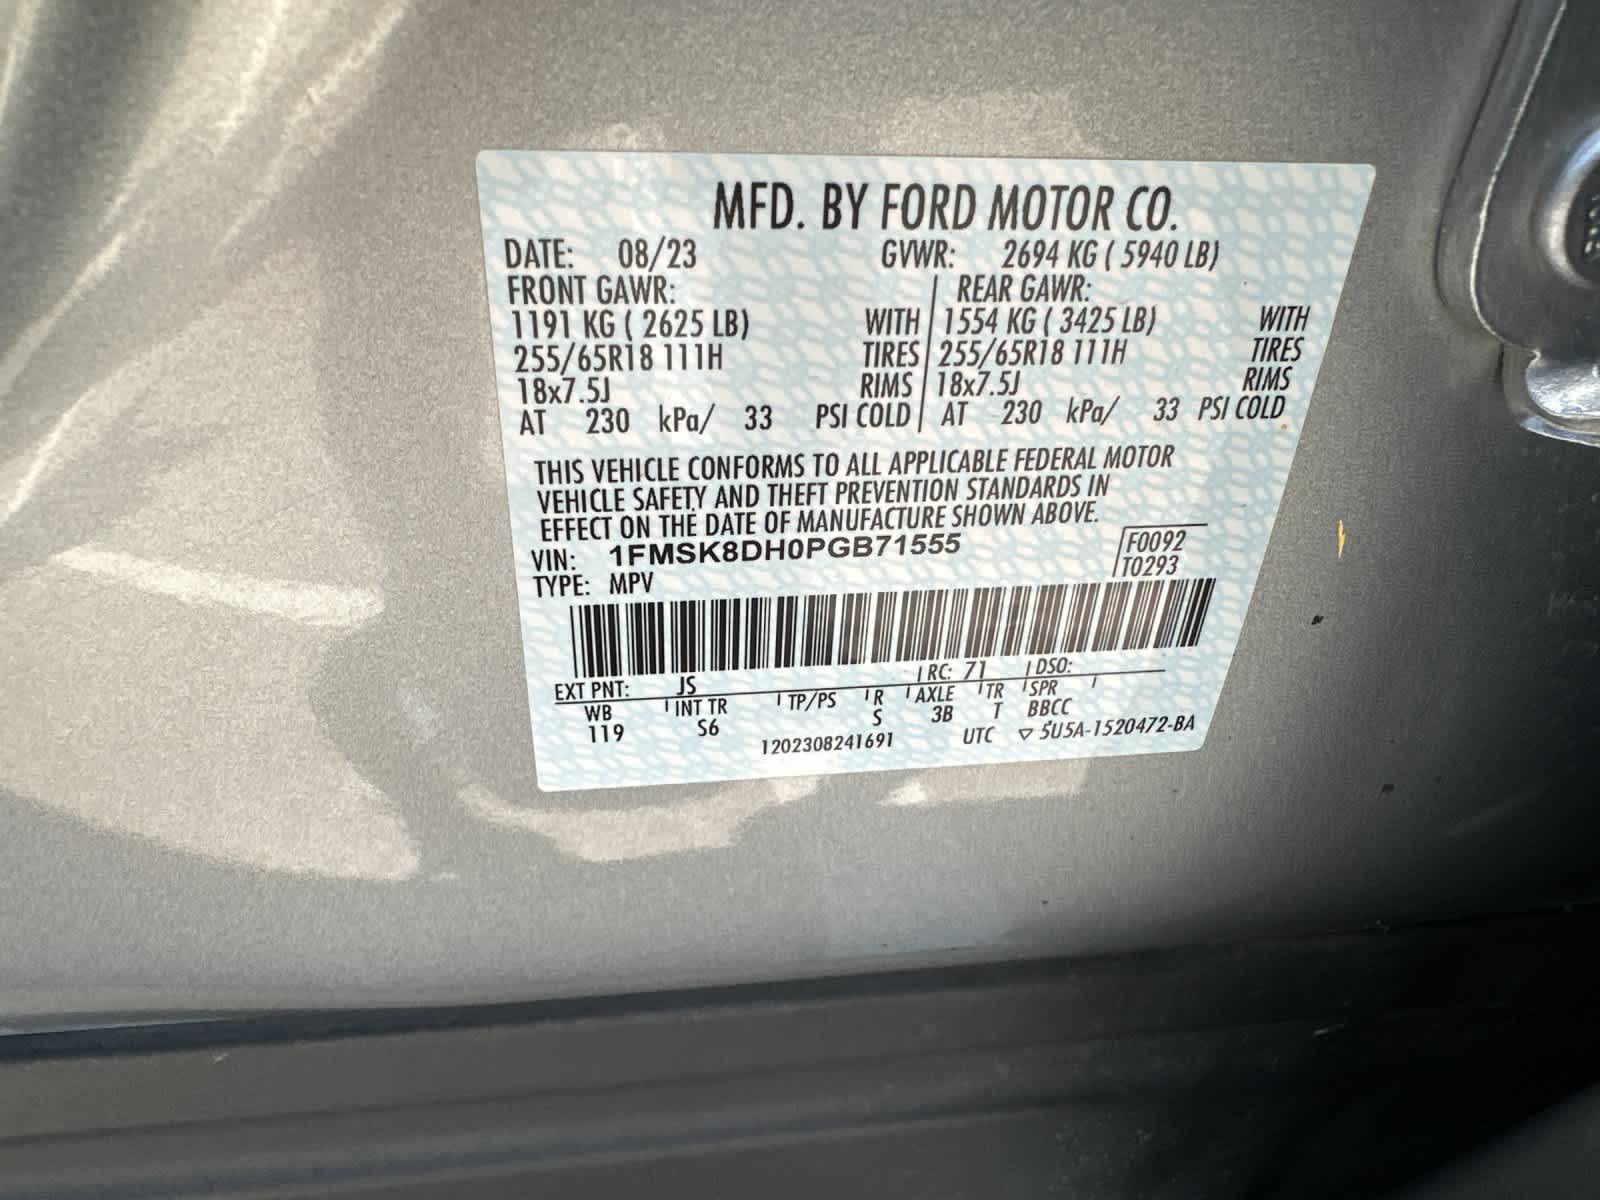 MFD. BY FORD MOTOR CO.
DATE: 08/23 GVWR: 2694 KG ( 5940 LB)
FRONT GAWR: REAR GAWR:
1191 KG ( 2625 LB) WITH 1554 KG ( 3425 LB) WITH
255/65R18 111H TIRES 255/65R18 111H TIRES
18x7.5J RIMS 18x7.5J RIMS
AT 230 kPa/ 33 PSI COLD AT 230 kPa/ 33 PSI COLD
THIS VEHICLE CONFORMS TO ALL APPLICABLE FEDERAL MOTOR
VEHICLE SAFETY AND THEFT PREVENTION STANDARDS IN
EFFECT ON THE DATE OF MANUFACTURE SHOWN ABOVE.
VIN: 1FMSK8DH0PGB71555 F0092
TYPE: MPV T0293
EXT PNT: JS RC: 71 DSO:
WB INT TR TP/PS R AXLE TR SPR
119 S6 S 3B T BBCC
1202308241691 UTC ▽ 5U5A-1520472-BA